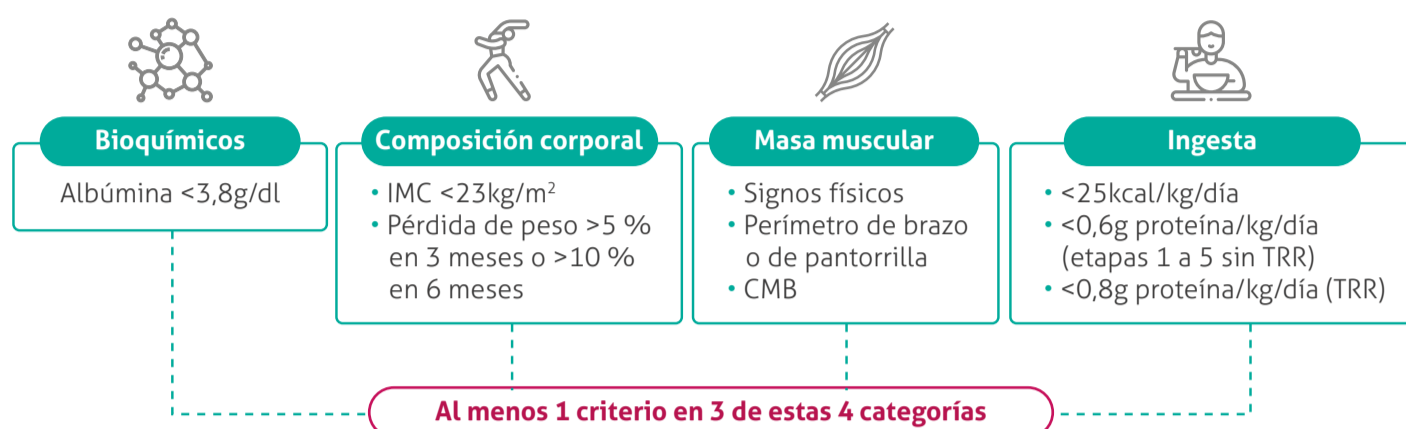 Bioquímicos
Albúmina <3,8g/dl
Composición corporal
• IMC <23kg/m²
• Pérdida de peso >5 %
en 3 meses o >10 %
en 6 meses
Masa muscular
• Signos físicos
• Perímetro de brazo
o de pantorrilla
• CMB
Ingesta
• <25kcal/kg/día
• <0,6g proteína/kg/día
(etapas 1 a 5 sin TRR)
• <0,8g proteína/kg/día (TRR)
Al menos 1 criterio en 3 de estas 4 categorías